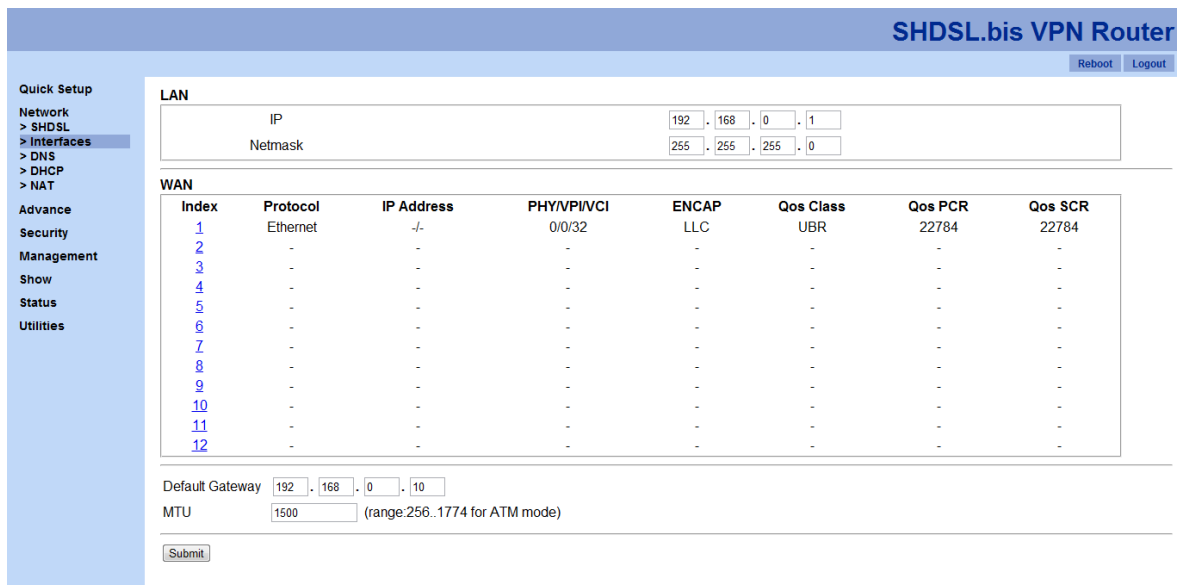 SHDSL.bis VPN Router
Reboot Logout
Quick Setup
Network
> SHDSL
> Interfaces
> DNS
> DHCP
> NAT
Advance
Security
Management
Show
Status
Utilities
LAN
IP 192 . 168 . 0 . 1
Netmask 255 . 255 . 255 . 0
WAN
Index Protocol IP Address PHY/VPI/VCI ENCAP Qos Class Qos PCR Qos SCR
1 Ethernet -/- 0/0/32 LLC UBR 22784 22784
2 - - - - - - -
3 - - - - - - -
4 - - - - - - -
5 - - - - - - -
6 - - - - - - -
7 - - - - - - -
8 - - - - - - -
9 - - - - - - -
10 - - - - - - -
11 - - - - - - -
12 - - - - - - -
Default Gateway 192 . 168 . 0 . 10
MTU 1500 (range:256..1774 for ATM mode)
Submit